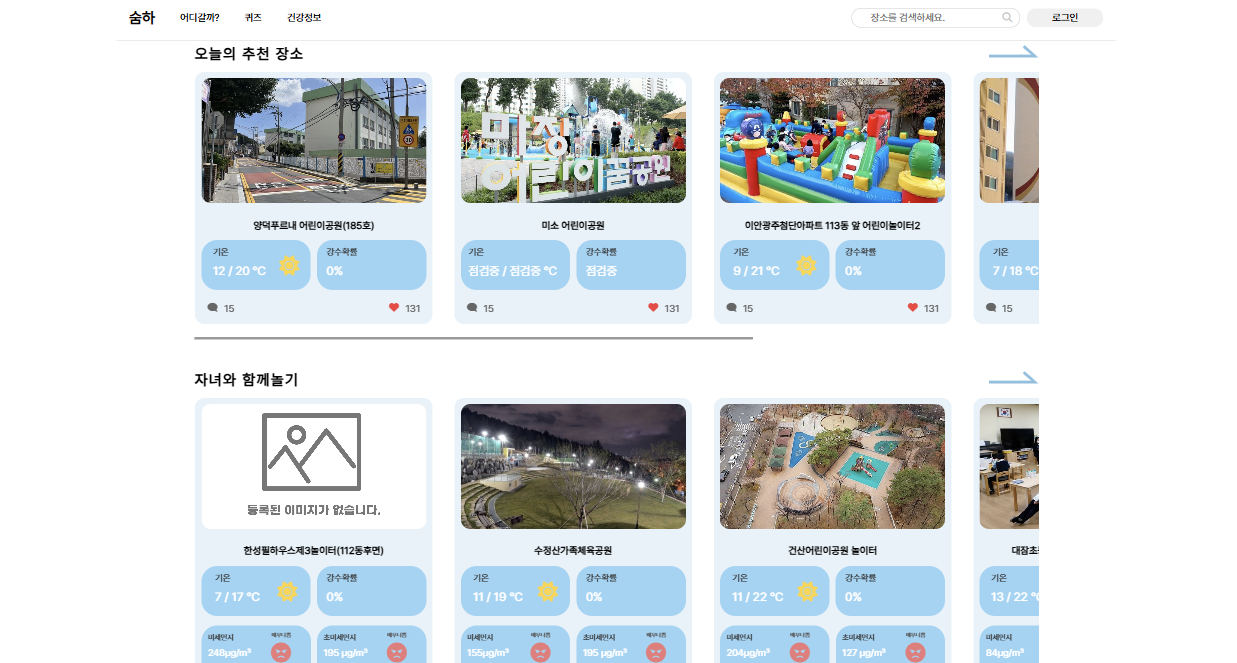 숨하 어디갈까? 퀴즈 건강정보 장소를 검색하세요. 로그인
오늘의 추천 장소
마정
어린이꿈공원
양덕푸르내 어린이공원(185호) 미소 어린이공원 이안광주첨단아파트 113동 앞 어린이놀이터2
기온 강수확률 기온 강수확률 기온 강수확률 기온
12 / 20 ℃ 0% 점검중 / 점검중 ℃ 점검중 9 / 21 ℃ 0% 7 / 18 ℃
15 131 15 131 15 131 15
자녀와 함께놀기
등록된 이미지가 없습니다.
한성필하우스제3놀이터(112동후면) 수정산가족체육공원 건산어린이공원 놀이터 대잠초
기온 강수확률 기온 강수확률 기온 강수확률 기온
7 / 17 ℃ 0% 11 / 19 ℃ 0% 11 / 22 ℃ 0% 13 / 22 ℃
미세먼지 매우나쁨 초미세먼지 매우나쁨 미세먼지 매우나쁨 초미세먼지 매우나쁨 미세먼지 매우나쁨 초미세먼지 매우나쁨 미세먼지
248μg/m³ 195 μg/m³ 155μg/m³ 195 μg/m³ 204μg/m³ 127 μg/m³ 84μg/m³